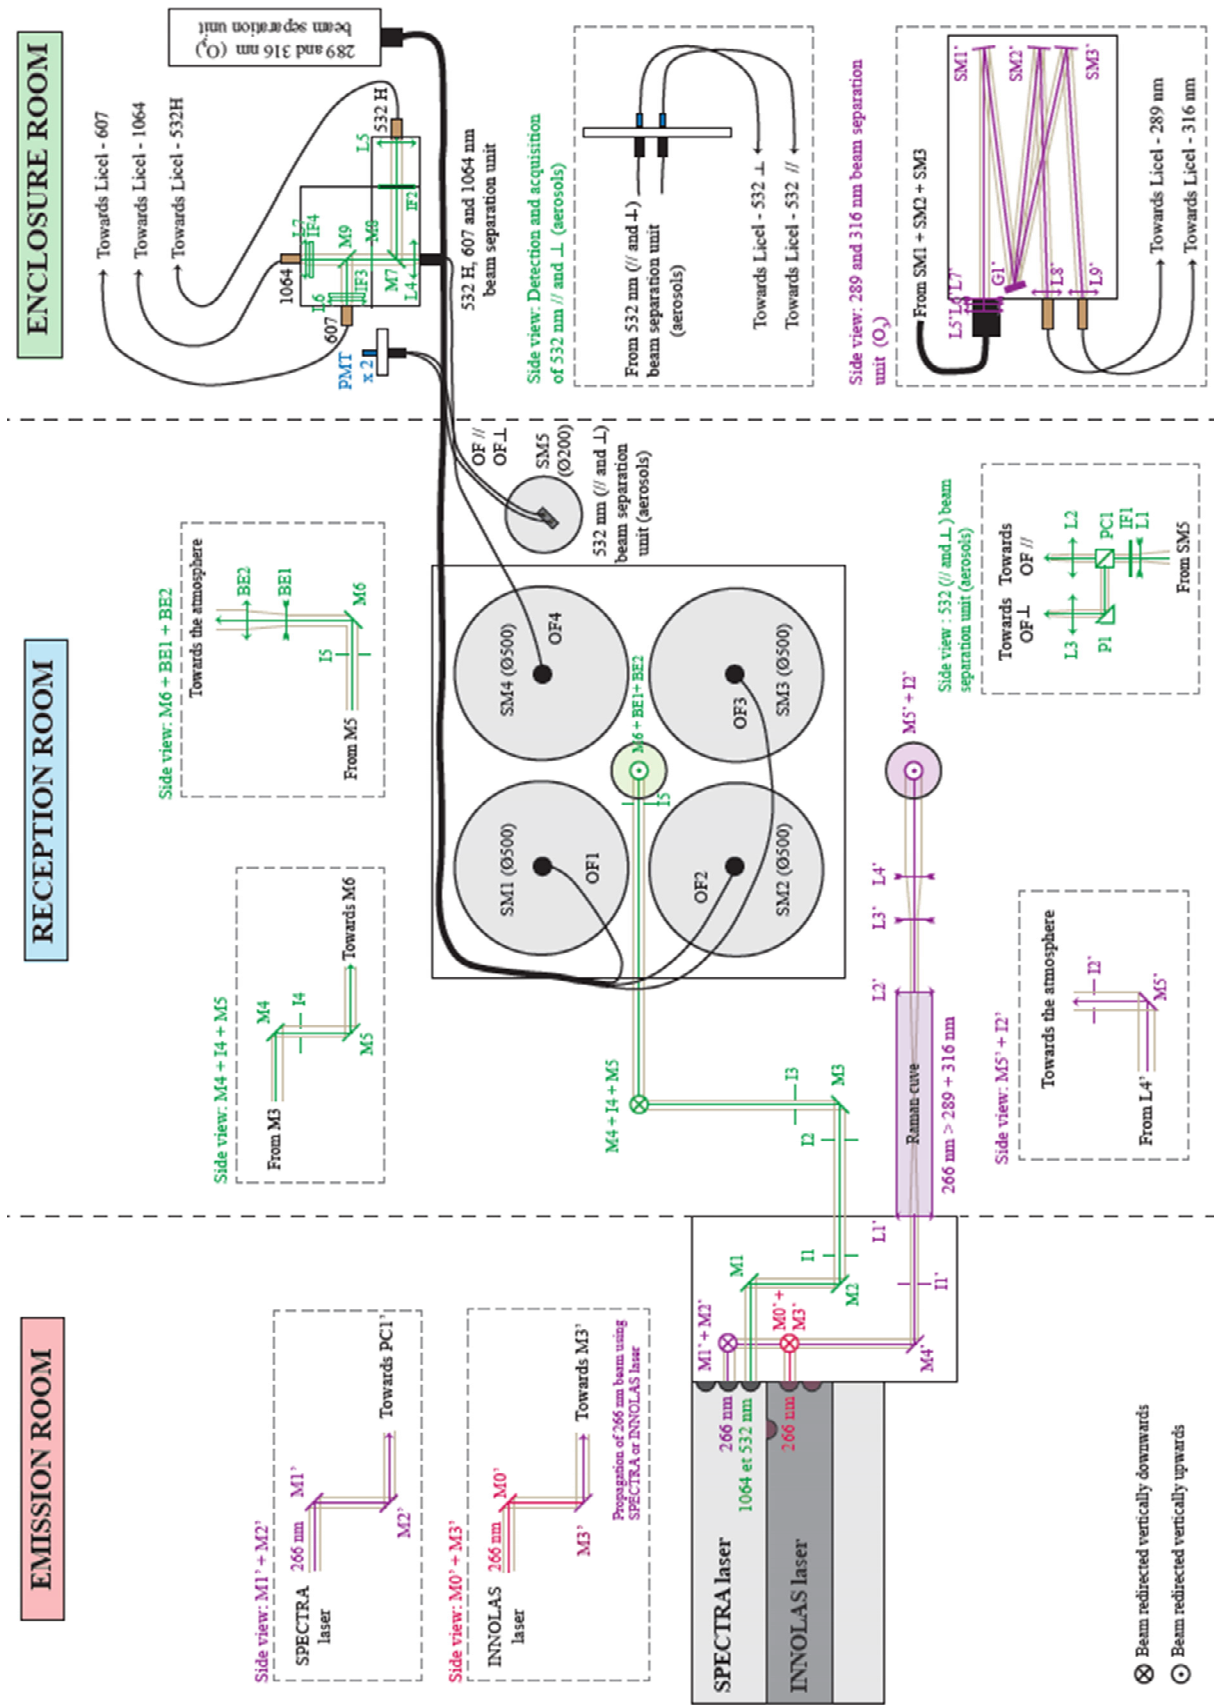 EMISSION ROOM
RECEPTION ROOM
ENCLOSURE ROOM
Side view: M1' + M2'
SPECTRA
laser
266 nm
M1'
M2'
Towards PC1'
Side view: M0' + M3'
INNOLAS
laser
266 nm
M0'
M3'
Towards M3'
Propagation of 266 nm beam using
SPECTRA or INNOLAS laser
SPECTRA laser
INNOLAS laser
266 nm
1064 et 532 nm
266 nm
M1' + M2'
M1
M0' +
M3'
M2
I1
M4'
I1'
L1'
Beam redirected vertically downwards
Beam redirected vertically upwards
Side view: M4 + I4 + M5
From M3
M4
I4
M5
Towards M6
Side view: M6 + BE1 + BE2
Towards the atmosphere
From M5
I5
BE2
BE1
M6
M4 + I4 + M5
I3
I2
M3
SM1 (Ø500)
OF1
SM4 (Ø500)
OF4
M6 + BE1 + BE2
I5
OF2
SM2 (Ø500)
OF3
SM3 (Ø500)
Raman cuve
266 nm > 289 + 316 nm
L2'
L3'
L4'
M5' + I2'
Side view: M5' + I2'
Towards the atmosphere
From L4'
I2'
M5'
OF //
OF⊥
SM5
(Ø200)
532 nm (// and ⊥)
beam separation
unit (aerosols)
Side view : 532 (// and ⊥) beam
separation unit (aerosols)
Towards
OF⊥
Towards
OF //
L3
L2
P1
PC1
IF1
L1
From SM5
289 and 316 nm (O3)
beam separation unit
Towards Licel - 607
Towards Licel - 1064
Towards Licel - 532H
532 H
L5
IF2
1064
L7
IF4
M9
M8
L6
IF3
M7
L4
607
PMT
x 2
532 H, 607 and 1064 nm
beam separation unit
Side view: Detection and acquisition
of 532 nm // and ⊥ (aerosols)
From 532 nm (// and ⊥)
beam separation unit
(aerosols)
Towards Licel - 532 ⊥
Towards Licel - 532 //
Side view: 289 and 316 nm beam separation
unit (O3)
From SM1 + SM2 + SM3
L5' L6' L7'
G1'
L8'
L9'
SM1'
SM2'
SM3'
Towards Licel - 289 nm
Towards Licel - 316 nm